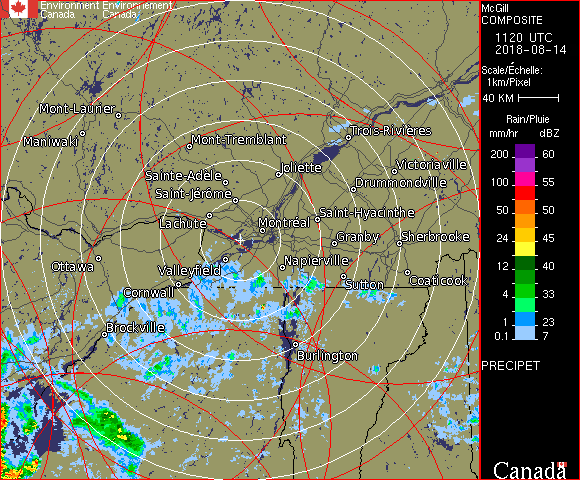 Environment Environnement
Canada Canada
Mont-Laurier
Maniwaki
Mont-Tremblant
Trois-Rivières
Joliette
Victoriaville
Sainte-Adèle
Drummondville
Saint-Jérôme
Saint-Hyacinthe
Lachute
Montréal
Granby
Sherbrooke
Ottawa
Valleyfield
Napierville
Cornwall
Sutton
Coaticook
Brockville
Burlington
McGill
COMPOSITE
1120 UTC
2018-08-14
Scale/Échelle:
1km/Pixel
40 KM
Rain/Pluie
mm/hr dBZ
200 60
150 57
100 55
50 50
24 45
12 40
4 33
1 23
0.1 7
PRECIPET
Canada